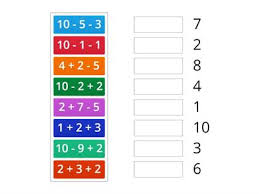 10 - 5 - 3 7
10 - 1 - 1 2
4 + 2 - 5 8
10 - 2 + 2 4
2 + 7 - 5 1
1 + 2 + 3 10
10 - 9 + 2 3
2 + 3 + 2 6